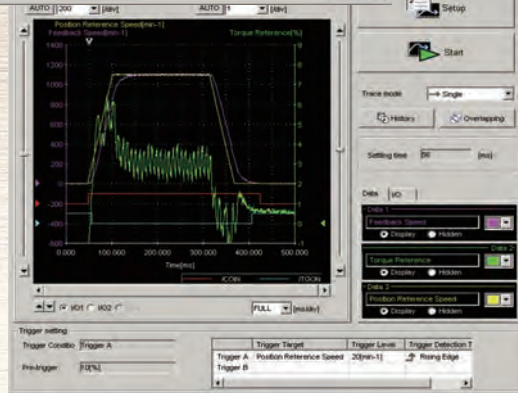 AUTO 200 [/div] AUTO 1 [/div]
Setup
Position Reference Speed[min-1]
Feedback Speed[min-1] Torque Reference[%]
1400 9
1200 8
1000 7
800 6
600 5
400 4
200 3
0 2
-200 1
-400 0
-600
0.000 100.000 200.000 300.000 400.000 500.000
Time[ms]
/COIN /TGON
I/O1 I/O2 FULL [ms/div]
Start
Trace mode Single
History Overlapping
Settling time [ms]
Data I/O
Data 1
Feedback Speed
Display Hidden
Data 2
Torque Reference
Display Hidden
Data 3
Position Reference Speed
Display Hidden
Trigger setting
Trigger Conditio Trigger A
Pre-trigger 10[%]
Trigger Target Trigger Level Trigger Detection T
Trigger A Position Reference Speed 20[min-1] Rising Edge
Trigger B